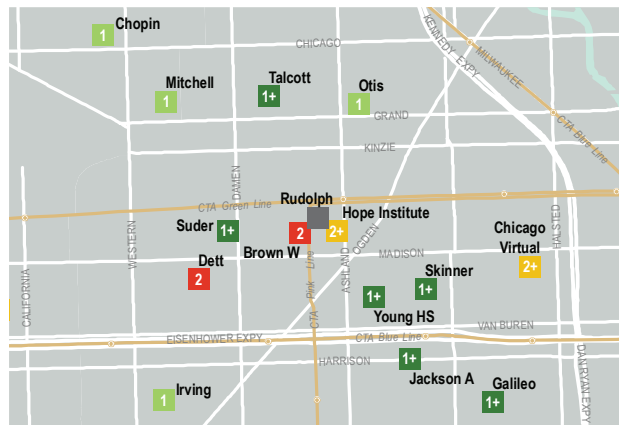 Chopin
1
CHICAGO
KENNEDY EXPY
MILWAUKEE
Mitchell
1
Talcott
1+
Otis
1
GRAND
CTA Blue Line
KINZIE
DAMEN
CTA Green Line
Rudolph
Suder
1+
2
Hope Institute
2+
OGDEN
HALSTED
WESTERN
Brown W
Dett
2
MADISON
Chicago
Virtual
2+
CALIFORNIA
CTA Pink Line
ASHLAND
Skinner
1+
1+
Young HS
VAN BUREN
EISENHOWER EXPY
CTA Blue Line
HARRISON
1+
Jackson A
DAN RYAN EXPY
Irving
1
Galileo
1+